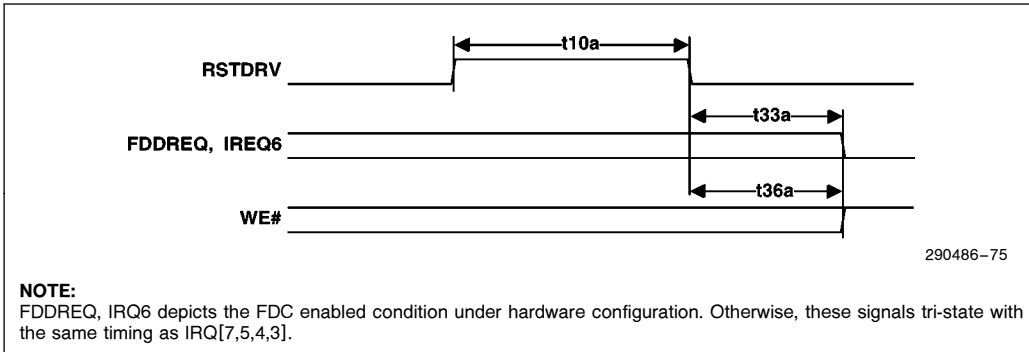 t10a
RSTDRV
t33a
FDDREQ, IREQ6
t36a
WE#
290486–75
NOTE:
FDDREQ, IRQ6 depicts the FDC enabled condition under hardware configuration. Otherwise, these signals tri-state with
the same timing as IRQ[7,5,4,3].